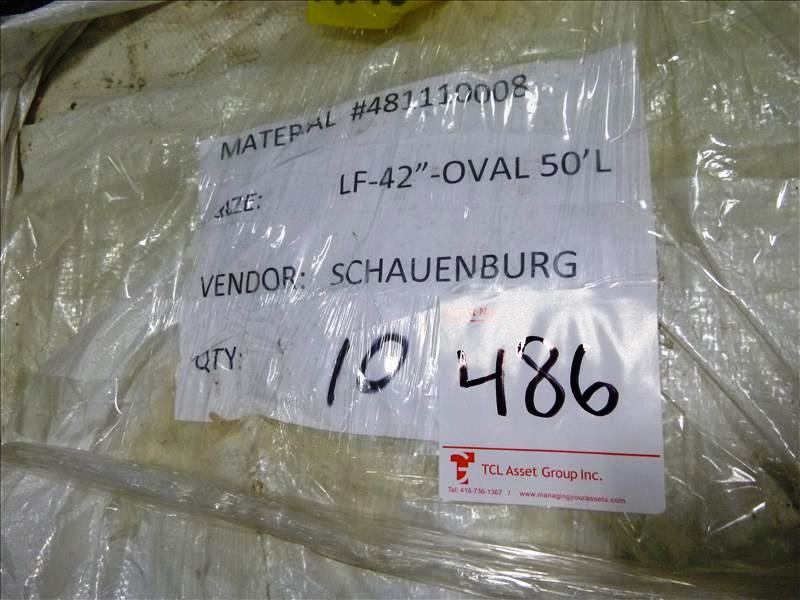 MATERIAL #481110008
SIZE: LF-42"-OVAL 50'L
VENDOR: SCHAUENBURG
QTY: 10
486
TCL Asset Group Inc.
Tel: 416-736-1367 / www.managingyourassets.com